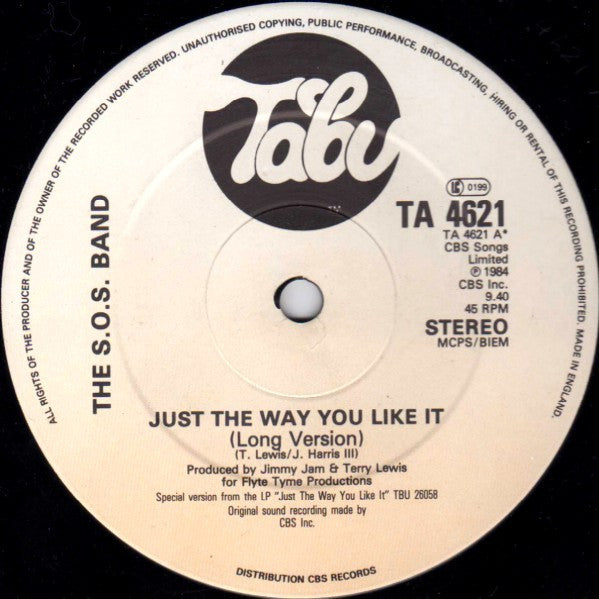 ALL RIGHTS OF THE PRODUCER AND OF THE OWNER OF THE RECORDED WORK RESERVED. UNAUTHORISED COPYING, PUBLIC PERFORMANCE, BROADCASTING, HIRING OR RENTAL OF THIS RECORDING PROHIBITED. MADE IN ENGLAND.
Tabu
TM
THE S.O.S. BAND
LC 0199
TA 4621
TA 4621 A*
CBS Songs
Limited
℗ 1984
CBS Inc.
9.40
45 RPM
STEREO
MCPS/BIEM
JUST THE WAY YOU LIKE IT
(Long Version)
(T. Lewis/J. Harris III)
Produced by Jimmy Jam & Terry Lewis
for Flyte Tyme Productions
Special version from the LP "Just The Way You Like It" TBU 26058
Original sound recording made by
CBS Inc.
DISTRIBUTION CBS RECORDS